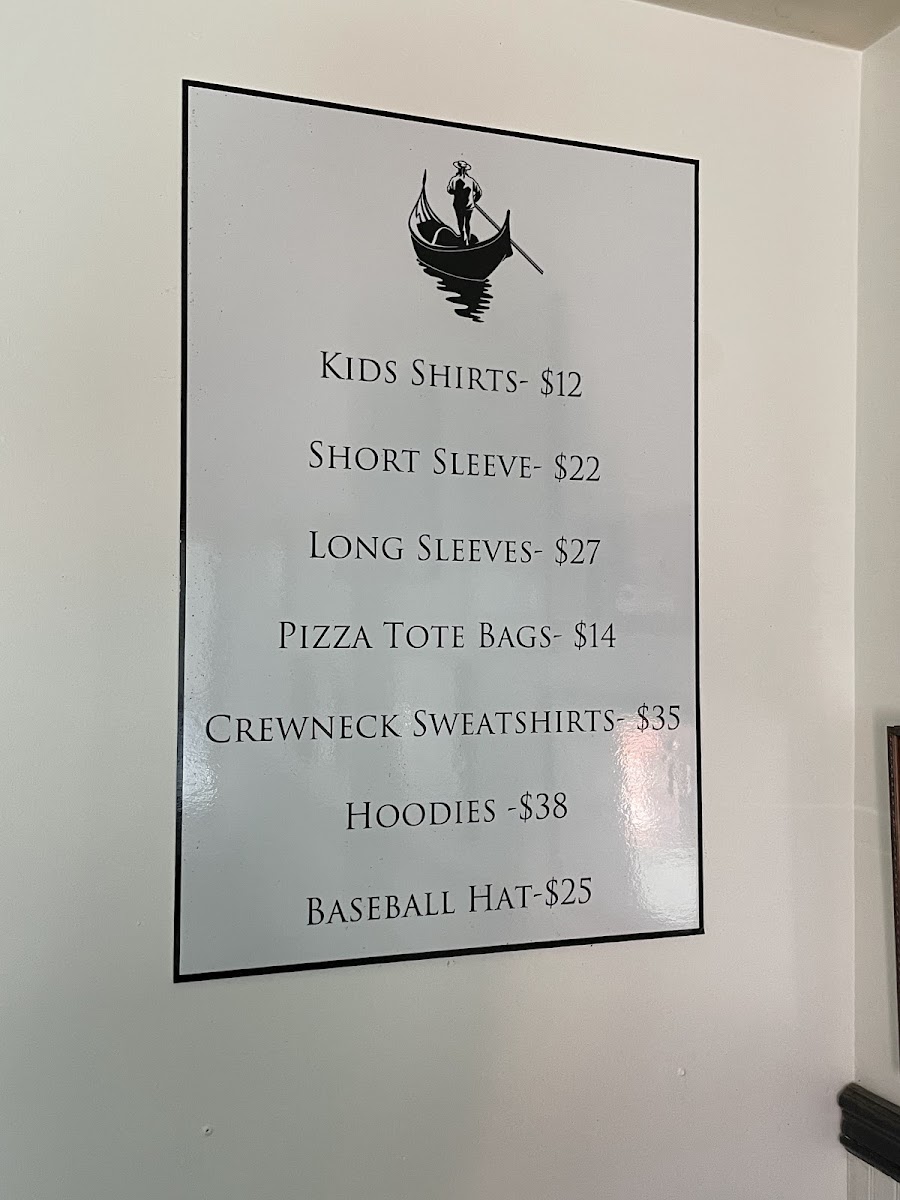 Kids Shirts- $12
Short Sleeve- $22
Long Sleeves- $27
Pizza Tote Bags- $14
Crewneck Sweatshirts- $35
Hoodies -$38
Baseball Hat-$25